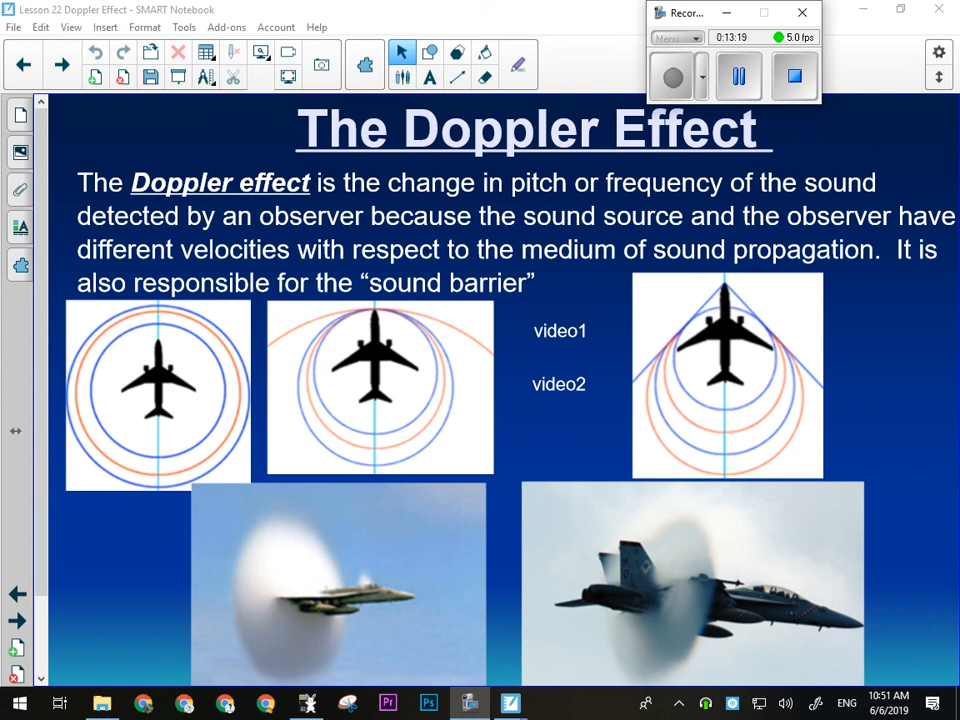 Lesson 22 Doppler Effect - SMART Notebook
Recor...
File Edit View Insert Format Tools Add-ons Account Help
Menu
0:13:19
5.0 fps
The Doppler Effect
The Doppler effect is the change in pitch or frequency of the sound
detected by an observer because the sound source and the observer have
different velocities with respect to the medium of sound propagation. It is
also responsible for the “sound barrier”
video1
video2
Pr
Ps
ENG
10:51 AM
6/6/2019